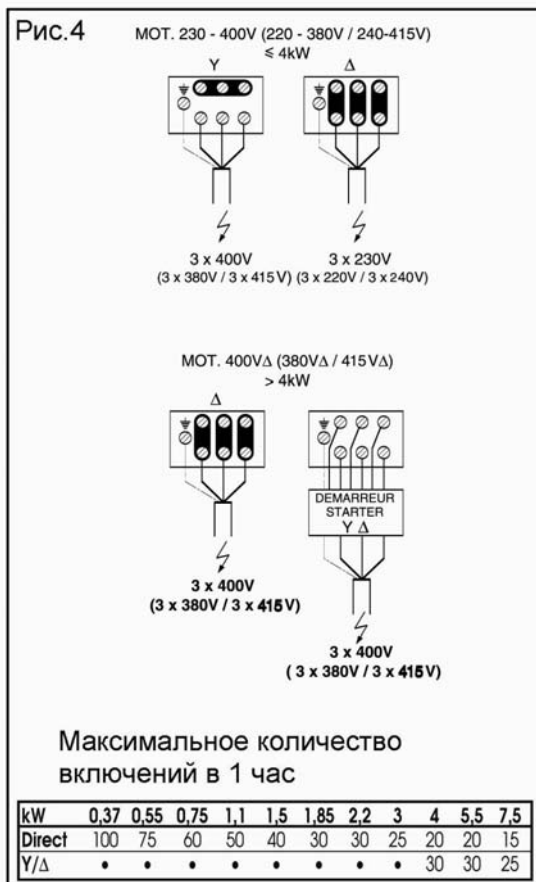 Рис.4
MOT. 230 - 400V (220 - 380V / 240-415V)
≤ 4kW
Y Δ
3 x 400V 3 x 230V
(3 x 380V / 3 x 415V) (3 x 220V / 3 x 240V)
MOT. 400VΔ (380VΔ / 415VΔ)
> 4kW
Δ
DEMARREUR
STARTER
Y Δ
3 x 400V
(3 x 380V / 3 x 415V)
3 x 400V
( 3 x 380V / 3 x 415V)
Максимальное количество
включений в 1 час
kW 0,37 0,55 0,75 1,1 1,5 1,85 2,2 3 4 5,5 7,5
Direct 100 75 60 50 40 30 30 25 20 20 15
Y/Δ • • • • • • • • 30 30 25